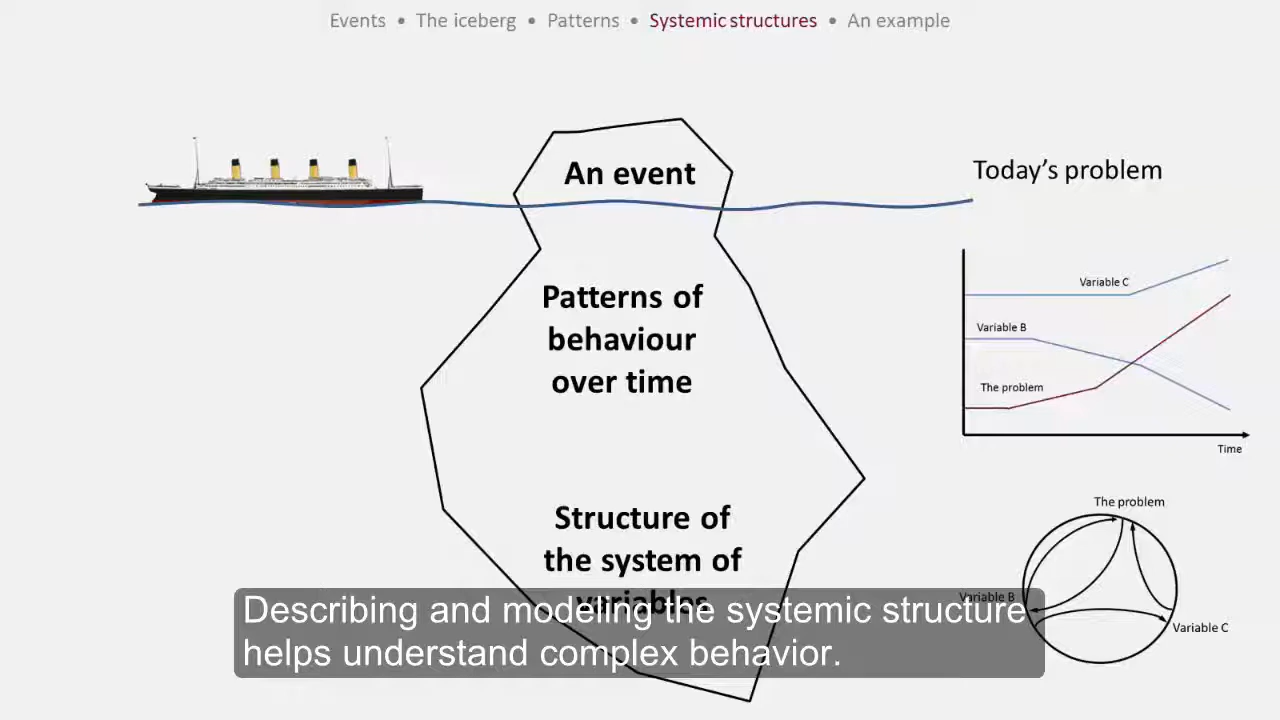 Events • The iceberg • Patterns • Systemic structures • An example
An event
Today's problem
Patterns of
behaviour
over time
Variable C
Variable B
The problem
Time
Structure of
the system of
variables
The problem
Variable B
Variable C
Describing and modeling the systemic structure
helps understand complex behavior.